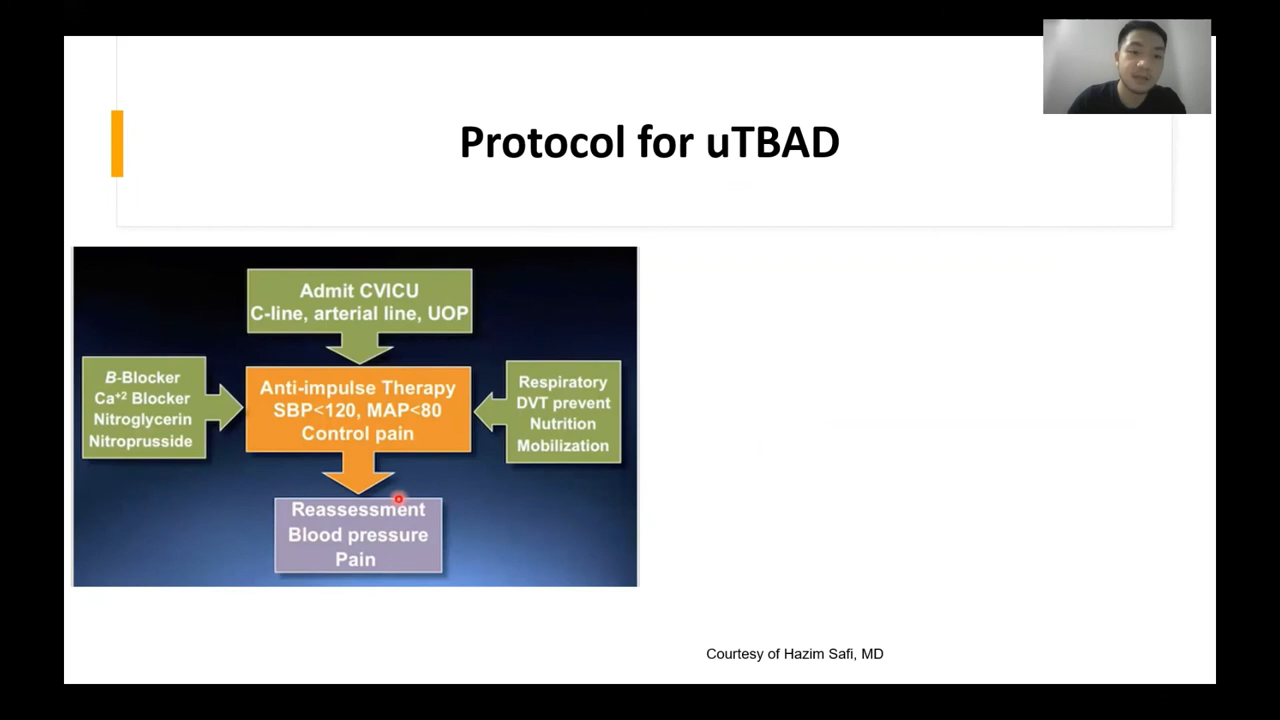 Protocol for uTBAD
Admit CVICU
C-line, arterial line, UOP
B-Blocker
Ca+2 Blocker
Nitroglycerin
Nitroprusside
Anti-impulse Therapy
SBP<120, MAP<80
Control pain
Respiratory
DVT prevent
Nutrition
Mobilization
Reassessment
Blood pressure
Pain
Courtesy of Hazim Safi, MD